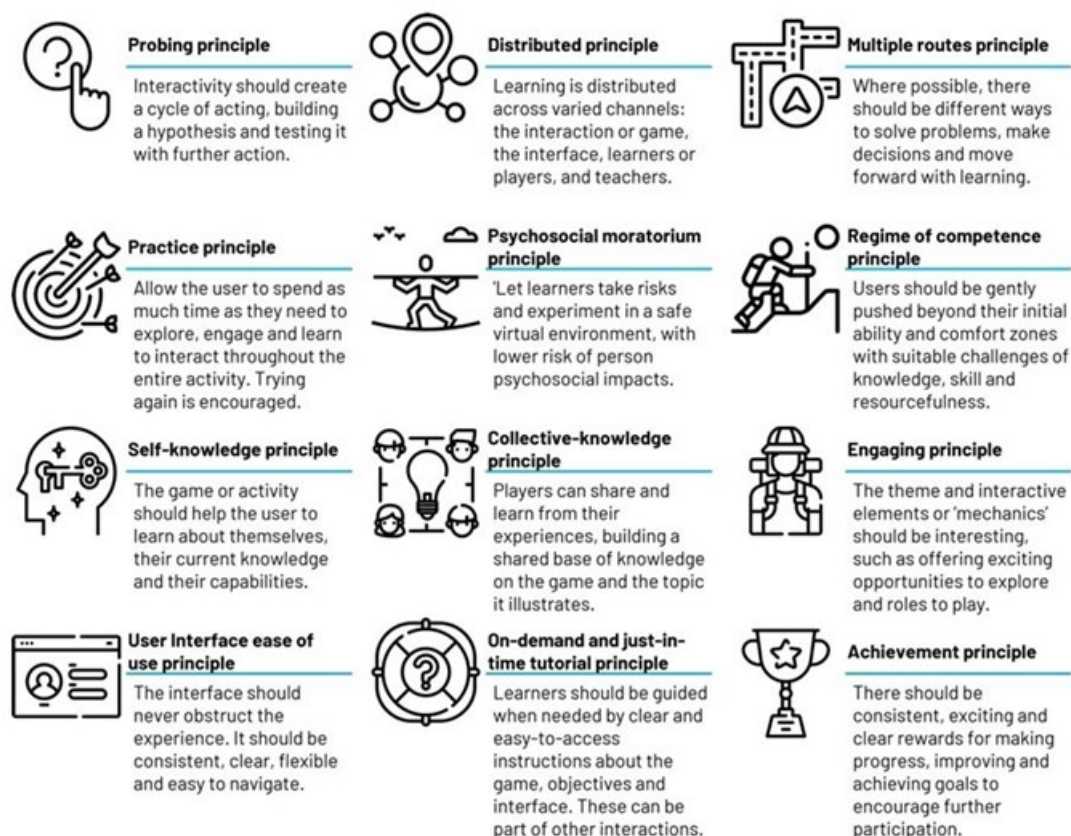 Probing principle
Interactivity should create
a cycle of acting, building
a hypothesis and testing it
with further action.
Distributed principle
Learning is distributed
across varied channels:
the interaction or game,
the interface, learners or
players, and teachers.
Multiple routes principle
Where possible, there
should be different ways
to solve problems, make
decisions and move
forward with learning.
Practice principle
Allow the user to spend as
much time as they need to
explore, engage and learn
to interact throughout the
entire activity. Trying
again is encouraged.
Psychosocial moratorium
principle
'Let learners take risks
and experiment in a safe
virtual environment, with
lower risk of person
psychosocial impacts.
Regime of competence
principle
Users should be gently
pushed beyond their initial
ability and comfort zones
with suitable challenges of
knowledge, skill and
resourcefulness.
Self-knowledge principle
The game or activity
should help the user to
learn about themselves,
their current knowledge
and their capabilities.
Collective-knowledge
principle
Players can share and
learn from their
experiences, building a
shared base of knowledge
on the game and the topic
it illustrates.
Engaging principle
The theme and interactive
elements or 'mechanics'
should be interesting,
such as offering exciting
opportunities to explore
and roles to play.
User Interface ease of
use principle
The interface should
never obstruct the
experience. It should be
consistent, clear, flexible
and easy to navigate.
On-demand and just-in-
time tutorial principle
Learners should be guided
when needed by clear and
easy-to-access
instructions about the
game, objectives and
interface. These can be
part of other interactions.
Achievement principle
There should be
consistent, exciting and
clear rewards for making
progress, improving and
achieving goals to
encourage further
participation.